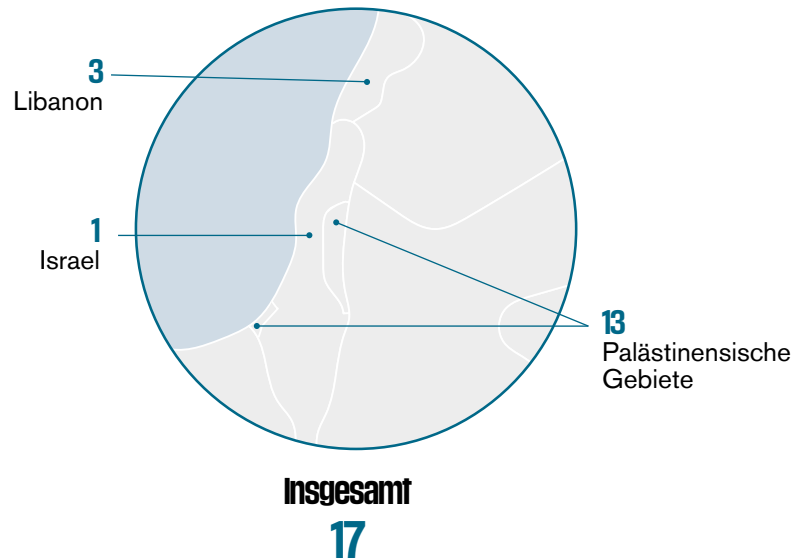 3
Libanon
1
Israel
13
Palästinensische
Gebiete
Insgesamt
17